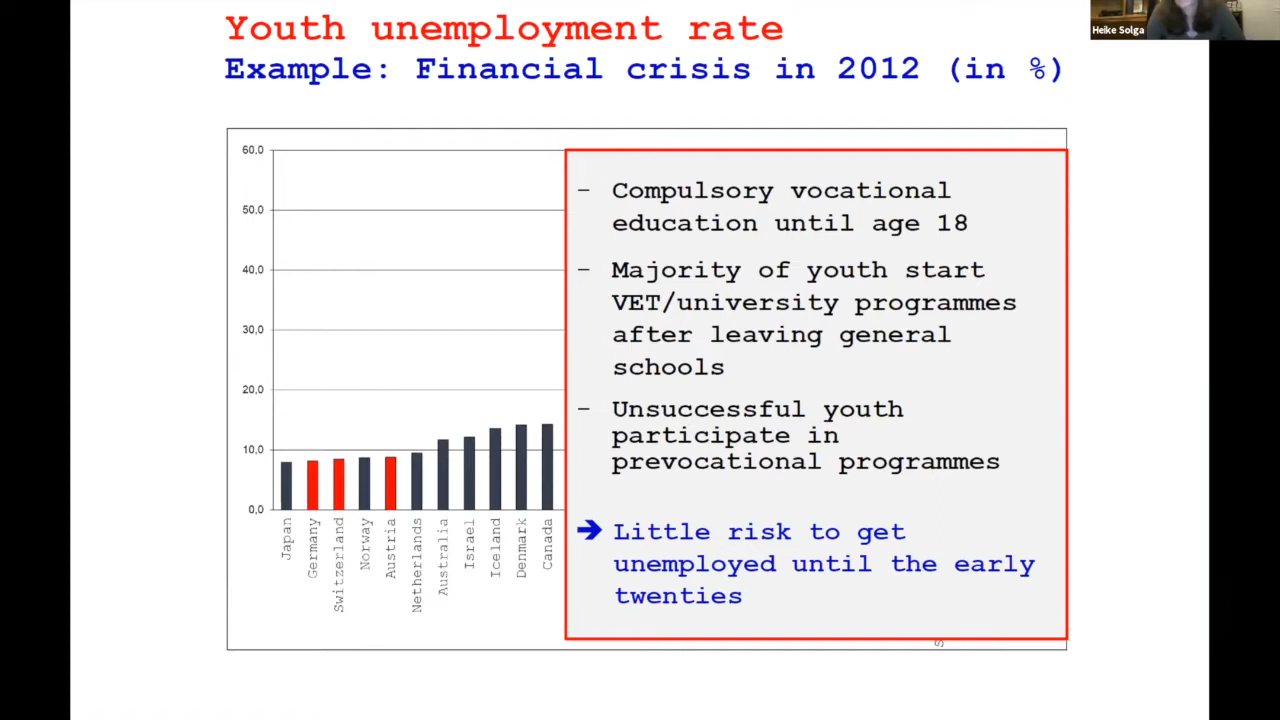 Youth unemployment rate
Example: Financial crisis in 2012 (in %)
Heike Solga
60,0
50,0
40,0
30,0
20,0
10,0
0,0
Japan
Germany
Switzerland
Norway
Austria
Netherlands
Australia
Israel
Iceland
Denmark
Canada
- Compulsory vocational
education until age 18
- Majority of youth start
VET/university programmes
after leaving general
schools
- Unsuccessful youth
participate in
prevocational programmes
➔ Little risk to get
unemployed until the early
twenties